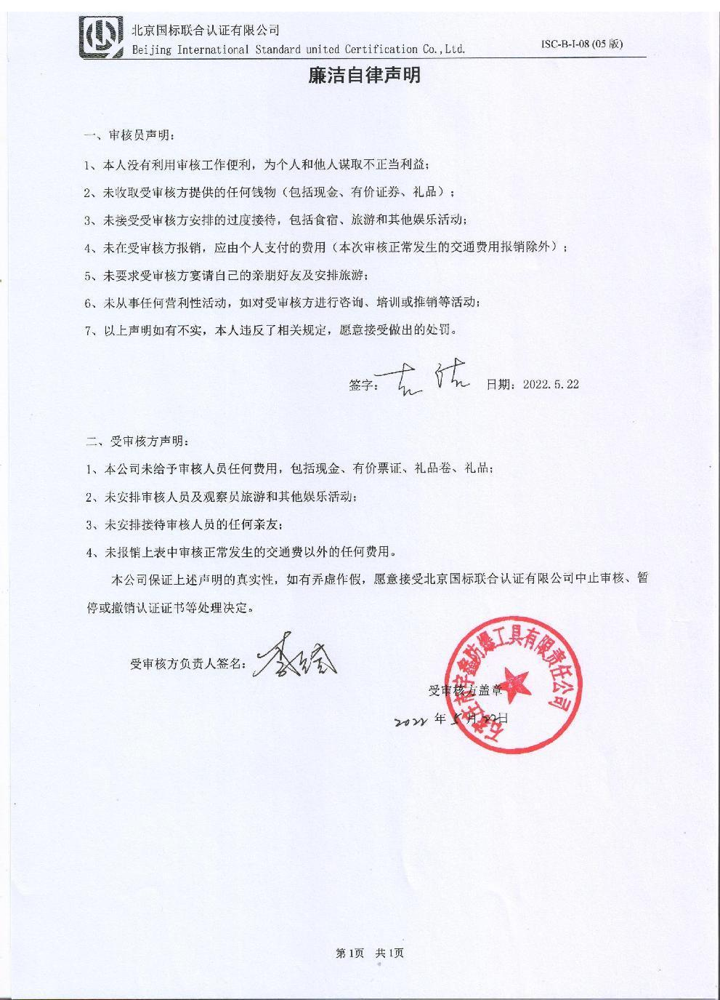 北京国标联合认证有限公司
Beijing International Standard united Certification Co.,Ltd.
ISC-B-I-08 (05 版)
廉洁自律声明
一、审核员声明：
1、本人没有利用审核工作便利，为个人和他人谋取不正当利益；
2、未收取受审核方提供的任何钱物（包括现金、有价证券、礼品）；
3、未接受受审核方安排的过度接待，包括食宿、旅游和其他娱乐活动；
4、未在受审核方报销，应由个人支付的费用（本次审核正常发生的交通费用报销除外）；
5、未要求受审核方宴请自己的亲朋好友及安排旅游；
6、未从事任何营利性活动，如对受审核方进行咨询、培训或推销等活动；
7、以上声明如有不实，本人违反了相关规定，愿意接受做出的处罚。
签字： 日期：2022.5.22
二、受审核方声明：
1、本公司未给予审核人员任何费用，包括现金、有价票证、礼品卷、礼品；
2、未安排审核人员及观察员旅游和其他娱乐活动；
3、未安排接待审核人员的任何亲友；
4、未报销上表中审核正常发生的交通费以外的任何费用。
本公司保证上述声明的真实性，如有弄虚作假，愿意接受北京国标联合认证有限公司中止审核、暂
停或撤销认证证书等处理决定。
受审核方负责人签名：
石家庄市宇鑫防爆工具有限责任公司
受审核方盖章
2022 年 5 月 22 日
第 1页 共 1页